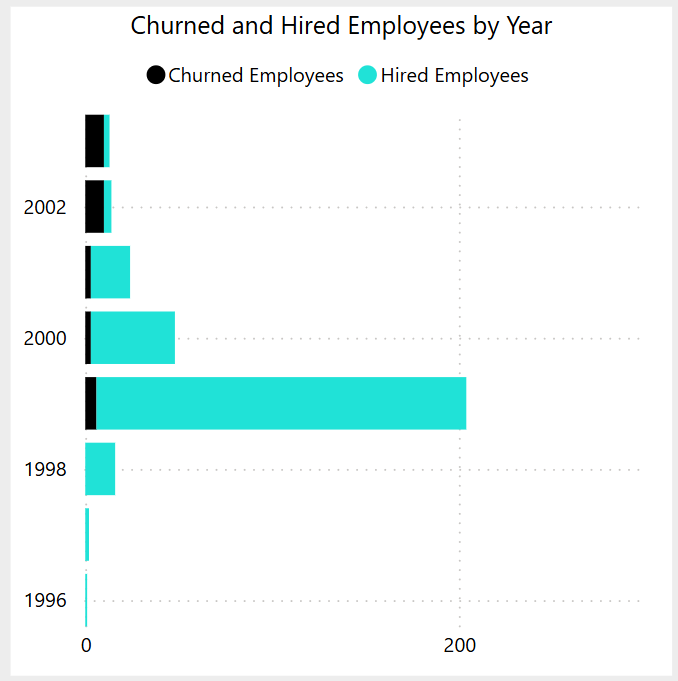 Churned and Hired Employees by Year
Churned Employees Hired Employees
2002
2000
1998
1996
0 200